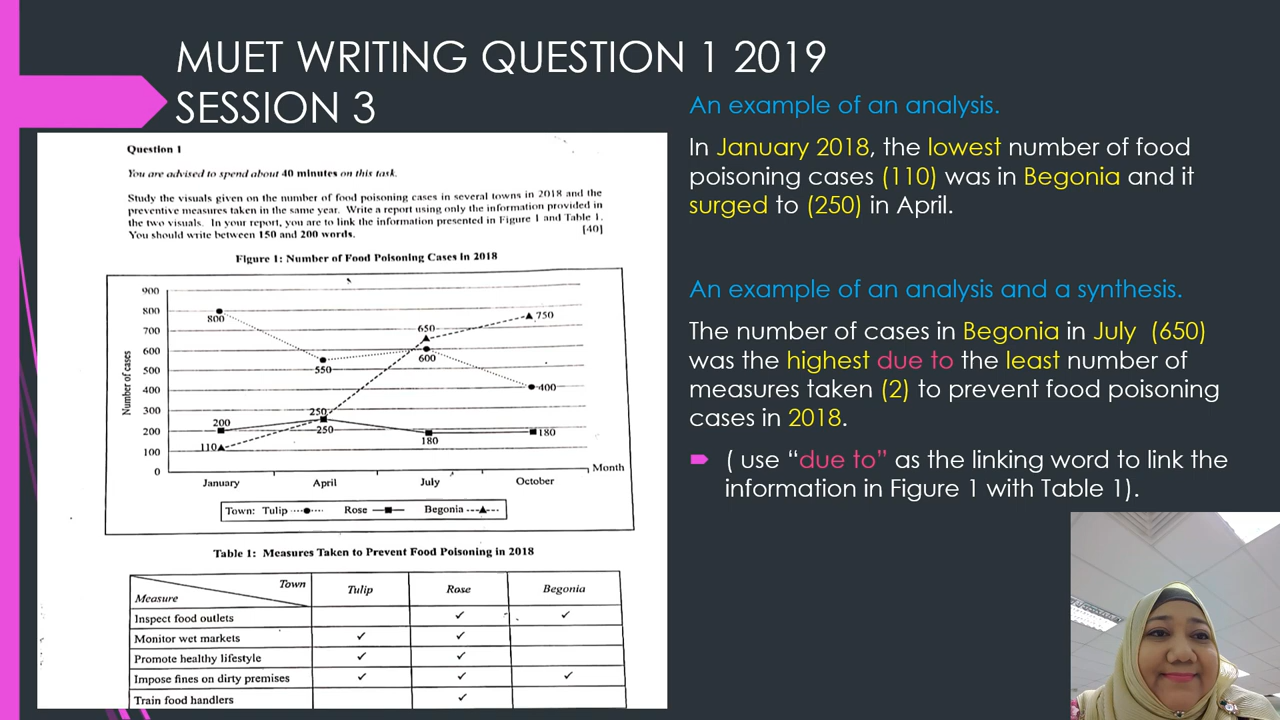 MUET WRITING QUESTION 1 2019
SESSION 3
Question 1
You are advised to spend about 40 minutes on this task.
Study the visuals given on the number of food poisoning cases in several towns in 2018 and the
preventive measures taken in the same year. Write a report using only the information provided in
the two visuals. In your report, you are to link the information presented in Figure 1 and Table 1.
You should write between 150 and 200 words.
[40]
Figure 1: Number of Food Poisoning Cases in 2018
Number of cases
900
800
700
600
500
400
300
200
100
0
800
550
600
400
200
250
180
180
110
250
650
750
January
April
July
October
Month
Town: Tulip Rose Begonia
Table 1: Measures Taken to Prevent Food Poisoning in 2018
Town
Measure
Tulip Rose Begonia
Inspect food outlets ✓ ✓
Monitor wet markets ✓ ✓
Promote healthy lifestyle ✓ ✓
Impose fines on dirty premises ✓ ✓ ✓
Train food handlers ✓
An example of an analysis.
In January 2018, the lowest number of food
poisoning cases (110) was in Begonia and it
surged to (250) in April.
An example of an analysis and a synthesis.
The number of cases in Begonia in July (650)
was the highest due to the least number of
measures taken (2) to prevent food poisoning
cases in 2018.
( use “due to” as the linking word to link the
information in Figure 1 with Table 1).